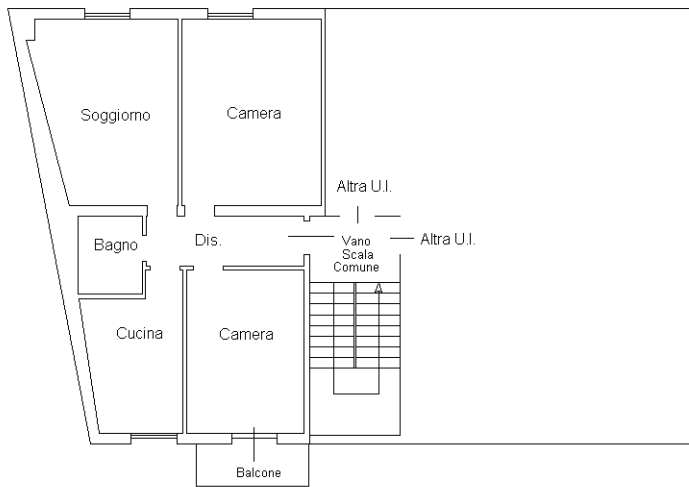 Soggiorno
Camera
Altra U.I.
Bagno
Dis.
Vano
Scala
Comune
Altra U.I.
Cucina
Camera
Balcone